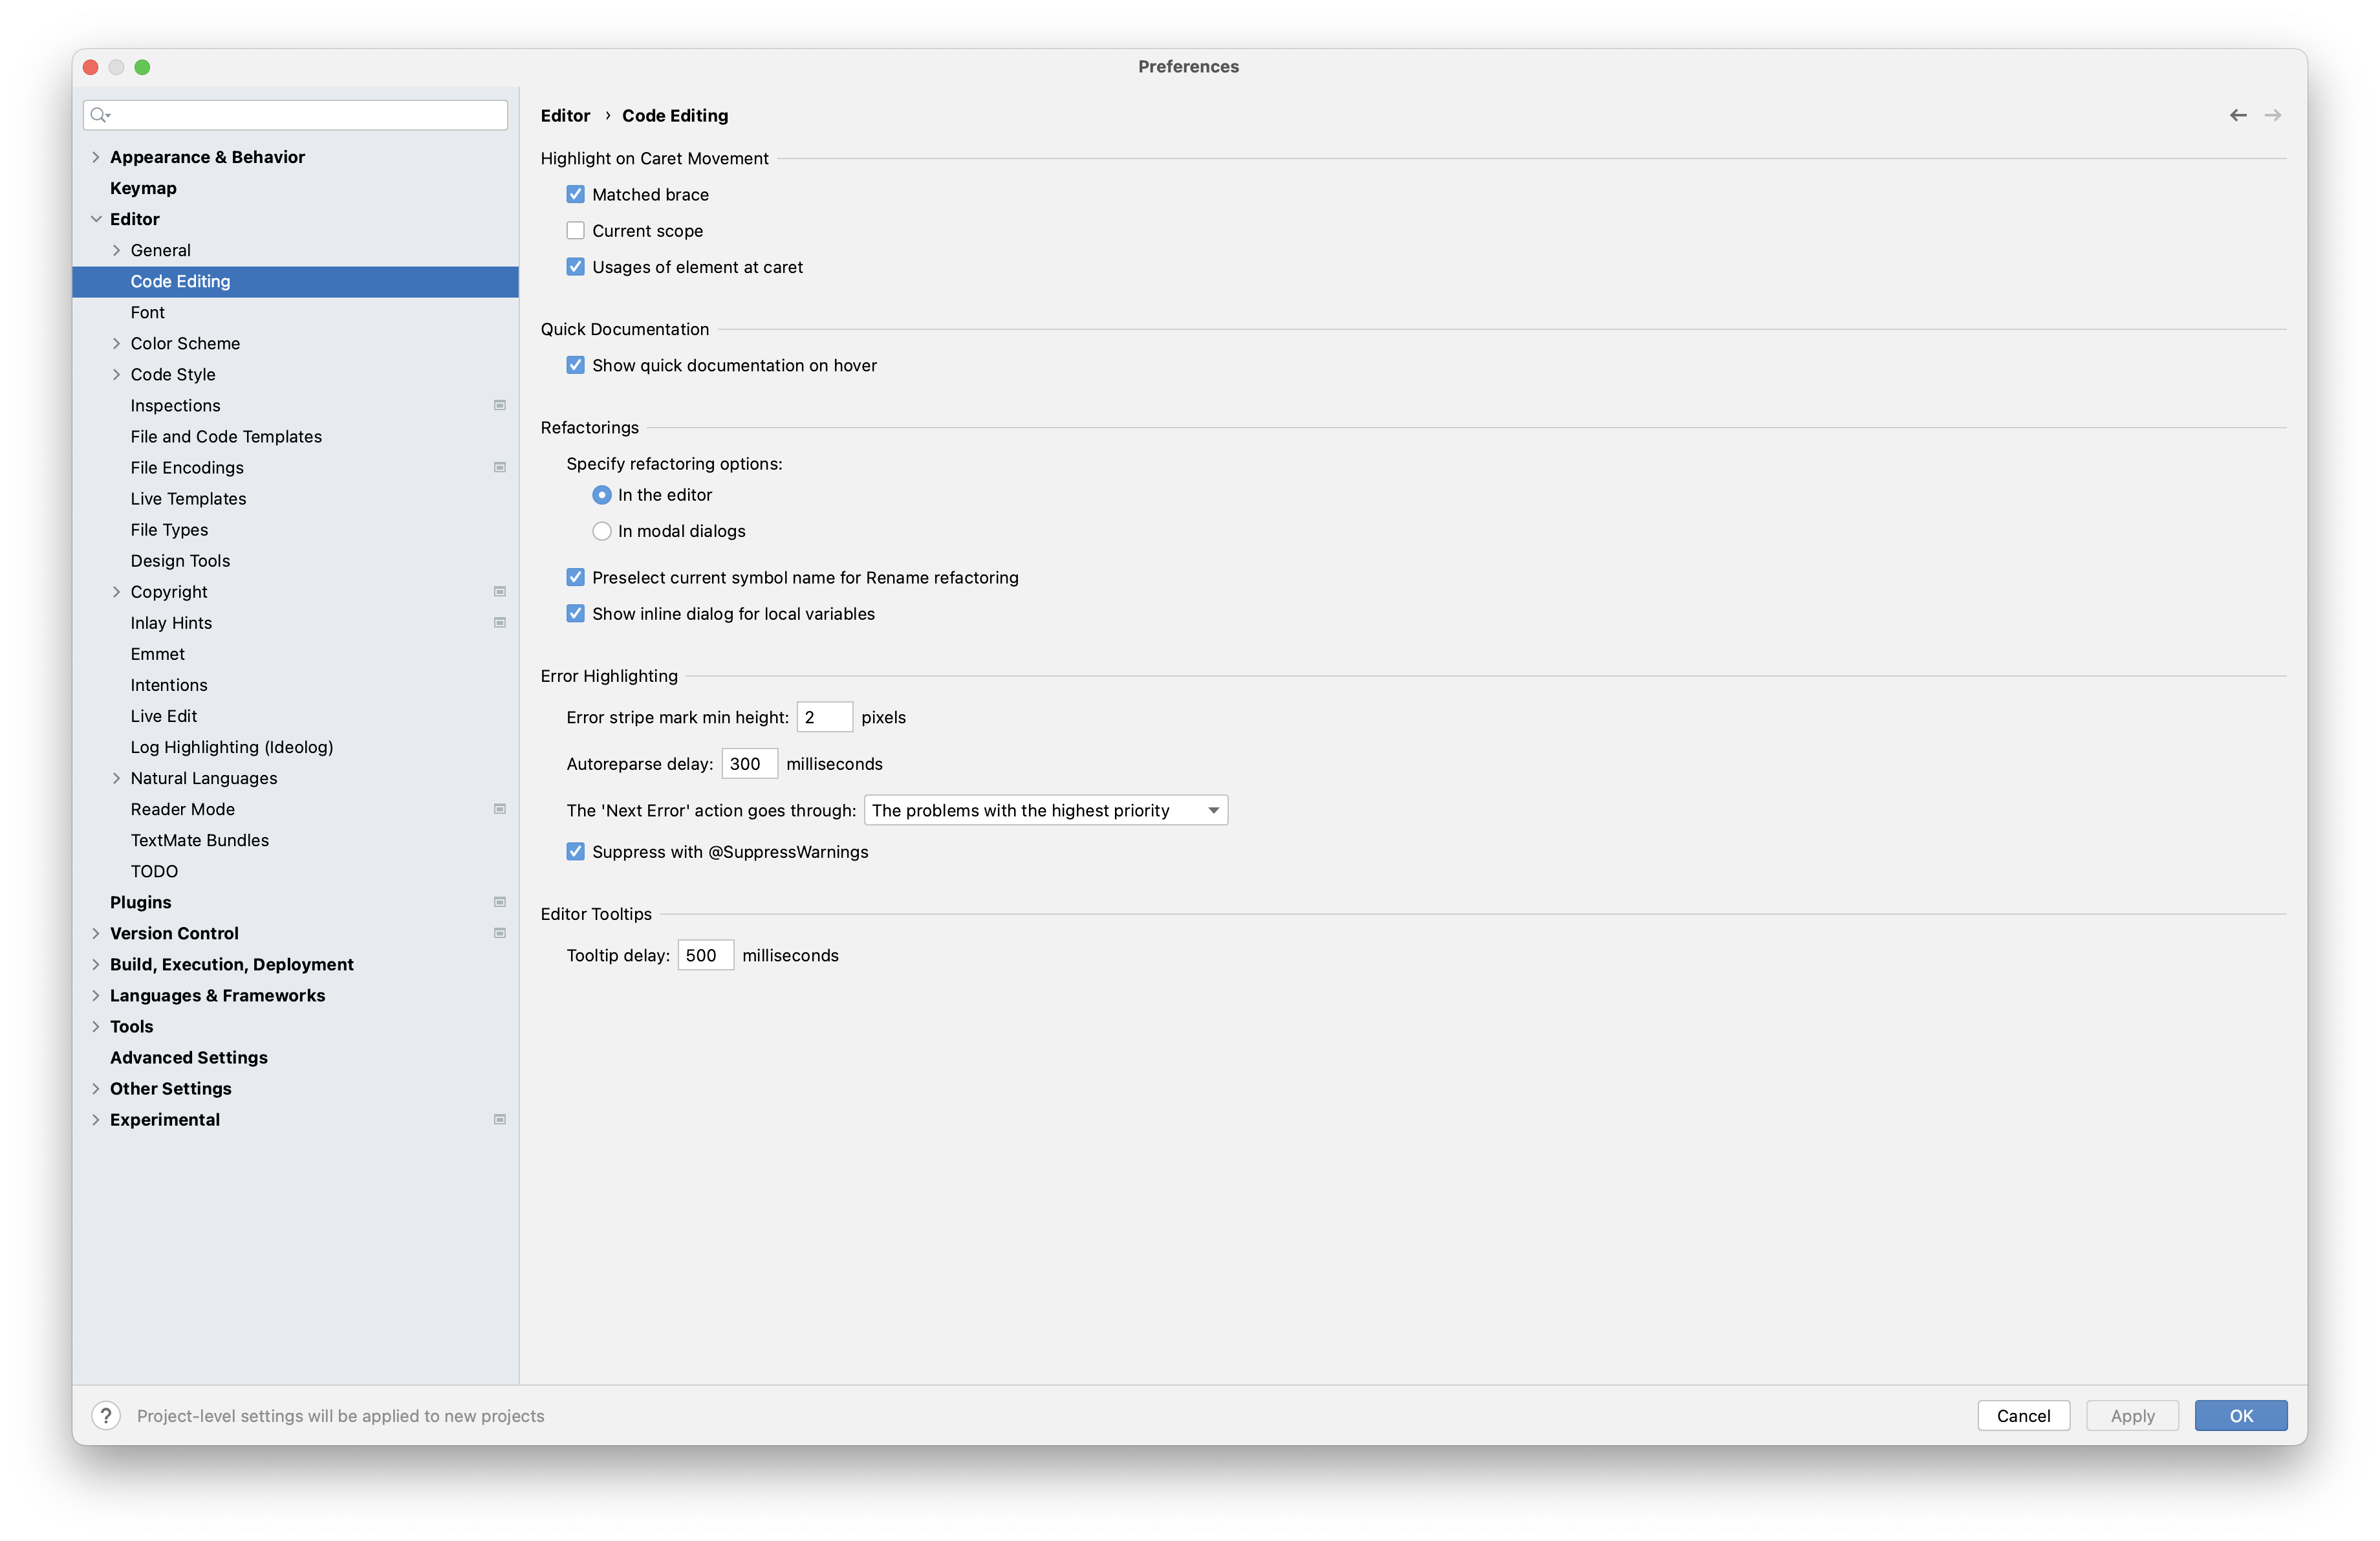 Preferences
Appearance & Behavior
Keymap
Editor
General
Code Editing
Font
Color Scheme
Code Style
Inspections
File and Code Templates
File Encodings
Live Templates
File Types
Design Tools
Copyright
Inlay Hints
Emmet
Intentions
Live Edit
Log Highlighting (Ideolog)
Natural Languages
Reader Mode
TextMate Bundles
TODO
Plugins
Version Control
Build, Execution, Deployment
Languages & Frameworks
Tools
Advanced Settings
Other Settings
Experimental
Editor › Code Editing
Highlight on Caret Movement
Matched brace
Current scope
Usages of element at caret
Quick Documentation
Show quick documentation on hover
Refactorings
Specify refactoring options:
In the editor
In modal dialogs
Preselect current symbol name for Rename refactoring
Show inline dialog for local variables
Error Highlighting
Error stripe mark min height: 2 pixels
Autoreparse delay: 300 milliseconds
The 'Next Error' action goes through: The problems with the highest priority
Suppress with @SuppressWarnings
Editor Tooltips
Tooltip delay: 500 milliseconds
? Project-level settings will be applied to new projects
Cancel Apply OK